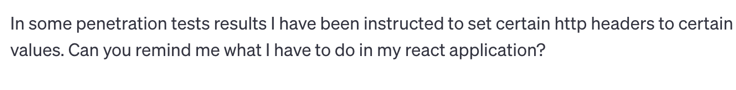 In some penetration tests results I have been instructed to set certain http headers to certain
values. Can you remind me what I have to do in my react application?